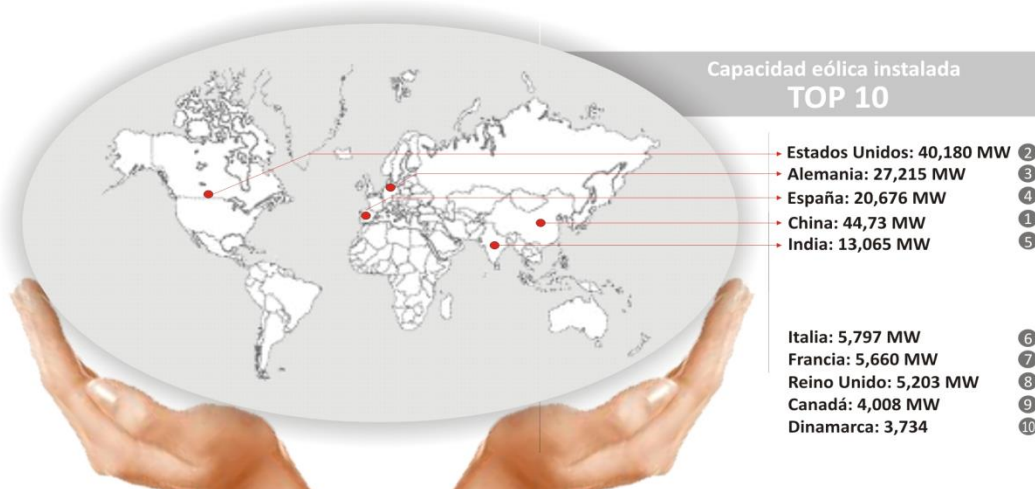 Capacidad eólica instalada
TOP 10
Estados Unidos: 40,180 MW 2
Alemania: 27,215 MW 3
España: 20,676 MW 4
China: 44,73 MW 1
India: 13,065 MW 5
Italia: 5,797 MW 6
Francia: 5,660 MW 7
Reino Unido: 5,203 MW 8
Canadá: 4,008 MW 9
Dinamarca: 3,734 10